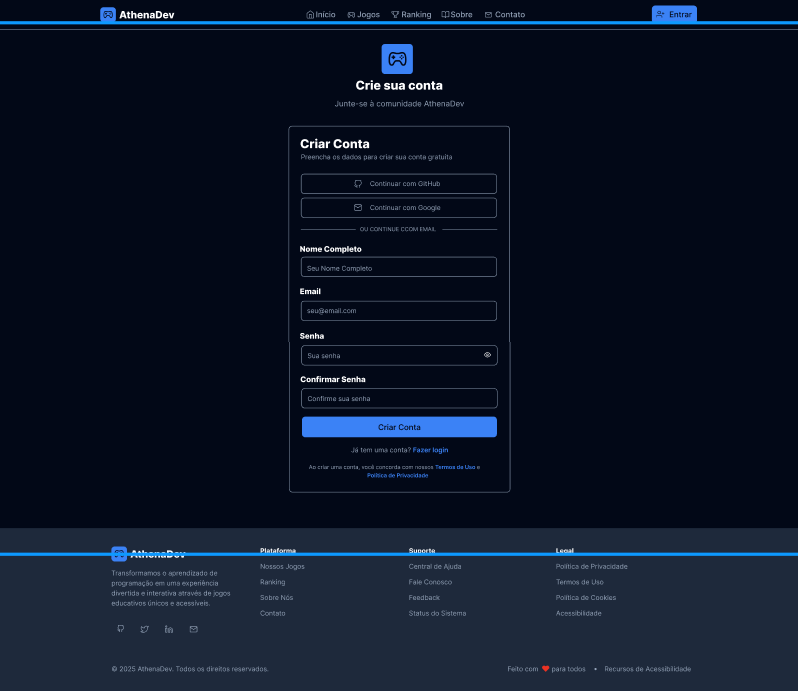 AthenaDev
Início
Jogos
Ranking
Sobre
Contato
Entrar
Crie sua conta
Junte-se à comunidade AthenaDev
Criar Conta
Preencha os dados para criar sua conta gratuita
Continuar com GitHub
Continuar com Google
OU CONTINUE CCOM EMAIL
Nome Completo
Seu Nome Completo
Email
seu@email.com
Senha
Sua senha
Confirmar Senha
Confirme sua senha
Criar Conta
Já tem uma conta? Fazer login
Ao criar uma conta, você concorda com nossos Termos de Uso e
Política de Privacidade
AthenaDev
Transformamos o aprendizado de
programação em uma experiência
divertida e interativa através de jogos
educativos únicos e acessíveis.
Plataforma
Nossos Jogos
Ranking
Sobre Nós
Contato
Suporte
Central de Ajuda
Fale Conosco
Feedback
Status do Sistema
Legal
Política de Privacidade
Termos de Uso
Política de Cookies
Acessibilidade
© 2025 AthenaDev. Todos os direitos reservados.
Feito com ❤️ para todos • Recursos de Acessibilidade